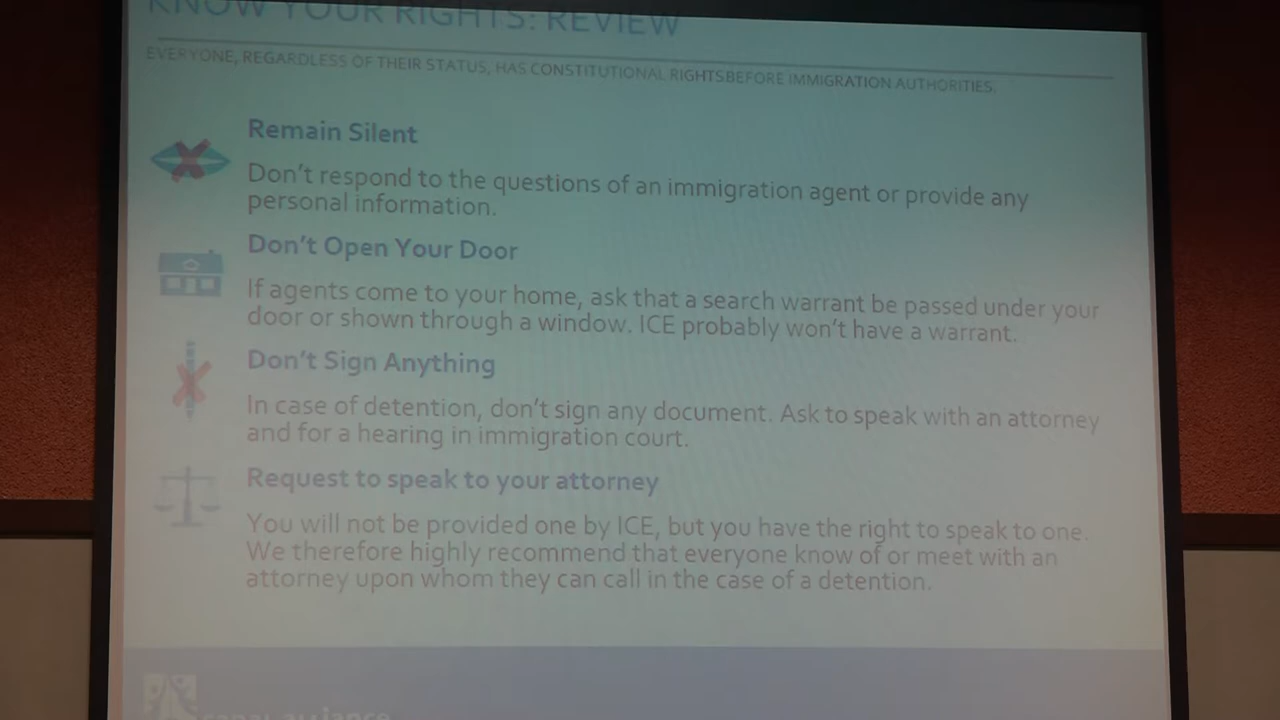 KNOW YOUR RIGHTS: REVIEW
EVERYONE, REGARDLESS OF THEIR STATUS, HAS CONSTITUTIONAL RIGHTSBEFORE IMMIGRATION AUTHORITIES.
Remain Silent
Don't respond to the questions of an immigration agent or provide any
personal information.
Don't Open Your Door
If agents come to your home, ask that a search warrant be passed under your
door or shown through a window. ICE probably won't have a warrant.
Don't Sign Anything
In case of detention, don't sign any document. Ask to speak with an attorney
and for a hearing in immigration court.
Request to speak to your attorney
You will not be provided one by ICE, but you have the right to speak to one.
We therefore highly recommend that everyone know of or meet with an
attorney upon whom they can call in the case of a detention.